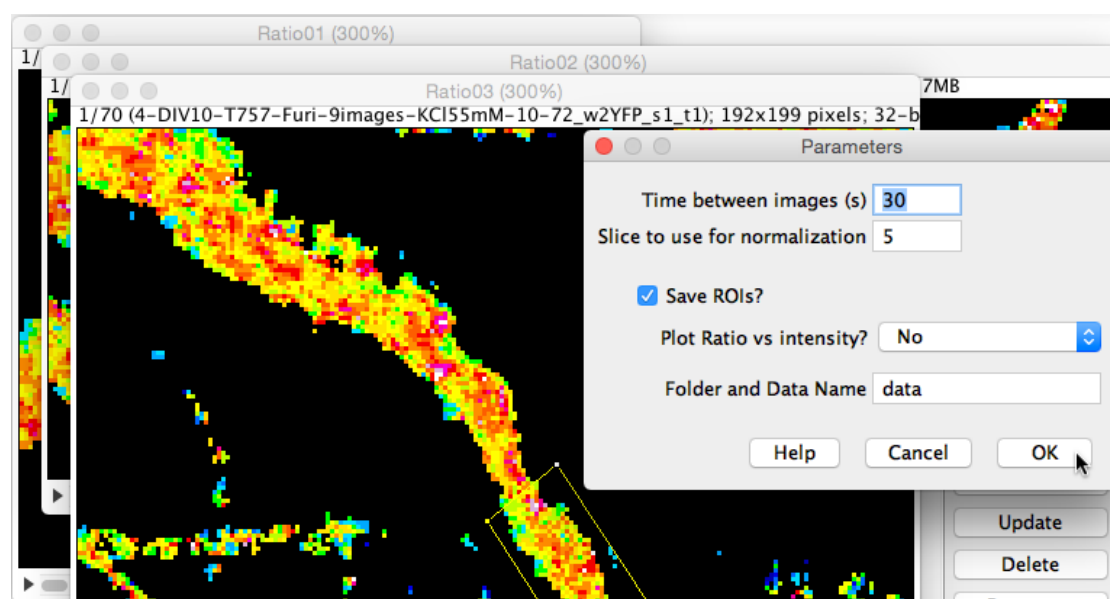 Ratio01 (300%)
1/
Ratio02 (300%)
1/
7MB
Ratio03 (300%)
1/70 (4-DIV10-T757-Furi-9images-KCl55mM-10-72_w2YFP_s1_t1); 192x199 pixels; 32-b
Parameters
Time between images (s) 30
Slice to use for normalization 5
Save ROIs?
Plot Ratio vs intensity? No
Folder and Data Name data
Help Cancel OK
Update
Delete